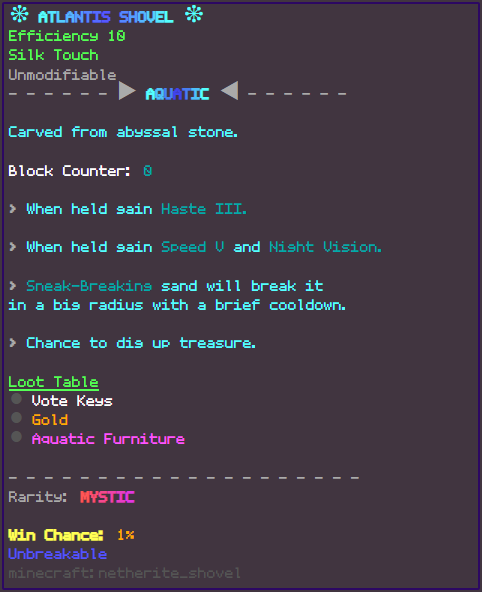 ❇ ATLANTIS SHOVEL ❇
Efficiency 10
Silk Touch
Unmodifiable
- - - - - - ▶ AQUATIC ◀ - - - - - -
Carved from abyssal stone.
Block Counter: 0
> When held gain Haste III.
> When held gain Speed V and Night Vision.
> Sneak-Breaking sand will break it
in a big radius with a brief cooldown.
> Chance to dig up treasure.
Loot Table
● Vote Keys
● Gold
● Aquatic Furniture
- - - - - - - - - - - - - - - - - - - -
Rarity: MYSTIC
Win Chance: 1%
Unbreakable
minecraft:netherite_shovel